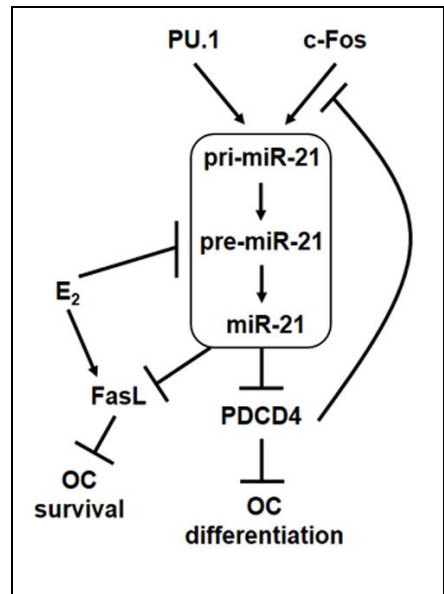 PU.1
c-Fos
pri-miR-21
pre-miR-21
miR-21
E₂
FasL
PDCD4
OC
survival
OC
differentiation